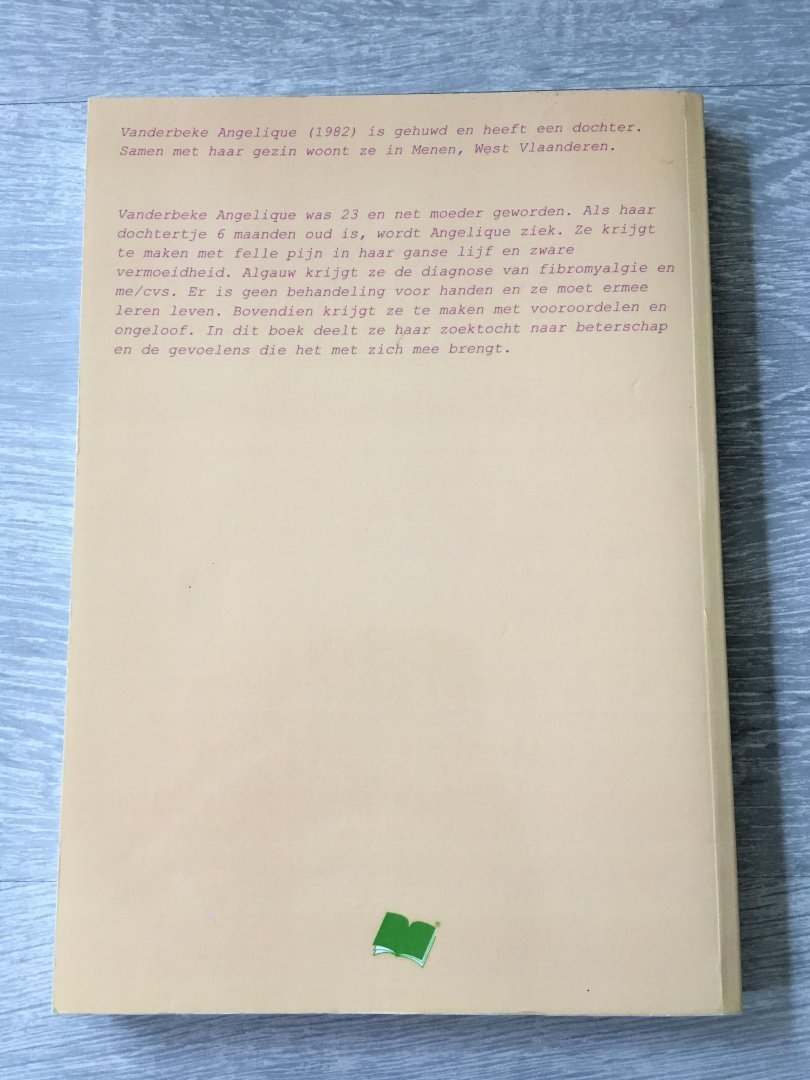 Vanderbeke Angelique (1982) is gehuwd en heeft een dochter.
Samen met haar gezin woont ze in Menen, West Vlaanderen.
Vanderbeke Angelique was 23 en net moeder geworden. Als haar
dochtertje 6 maanden oud is, wordt Angelique ziek. Ze krijgt
te maken met felle pijn in haar ganse lijf en zware
vermoeidheid. Algauw krijgt ze de diagnose van fibromyalgie en
me/cvs. Er is geen behandeling voor handen en ze moet ermee
leren leven. Bovendien krijgt ze te maken met vooroordelen en
ongeloof. In dit boek deelt ze haar zoektocht naar beterschap
en de gevoelens die het met zich mee brengt.